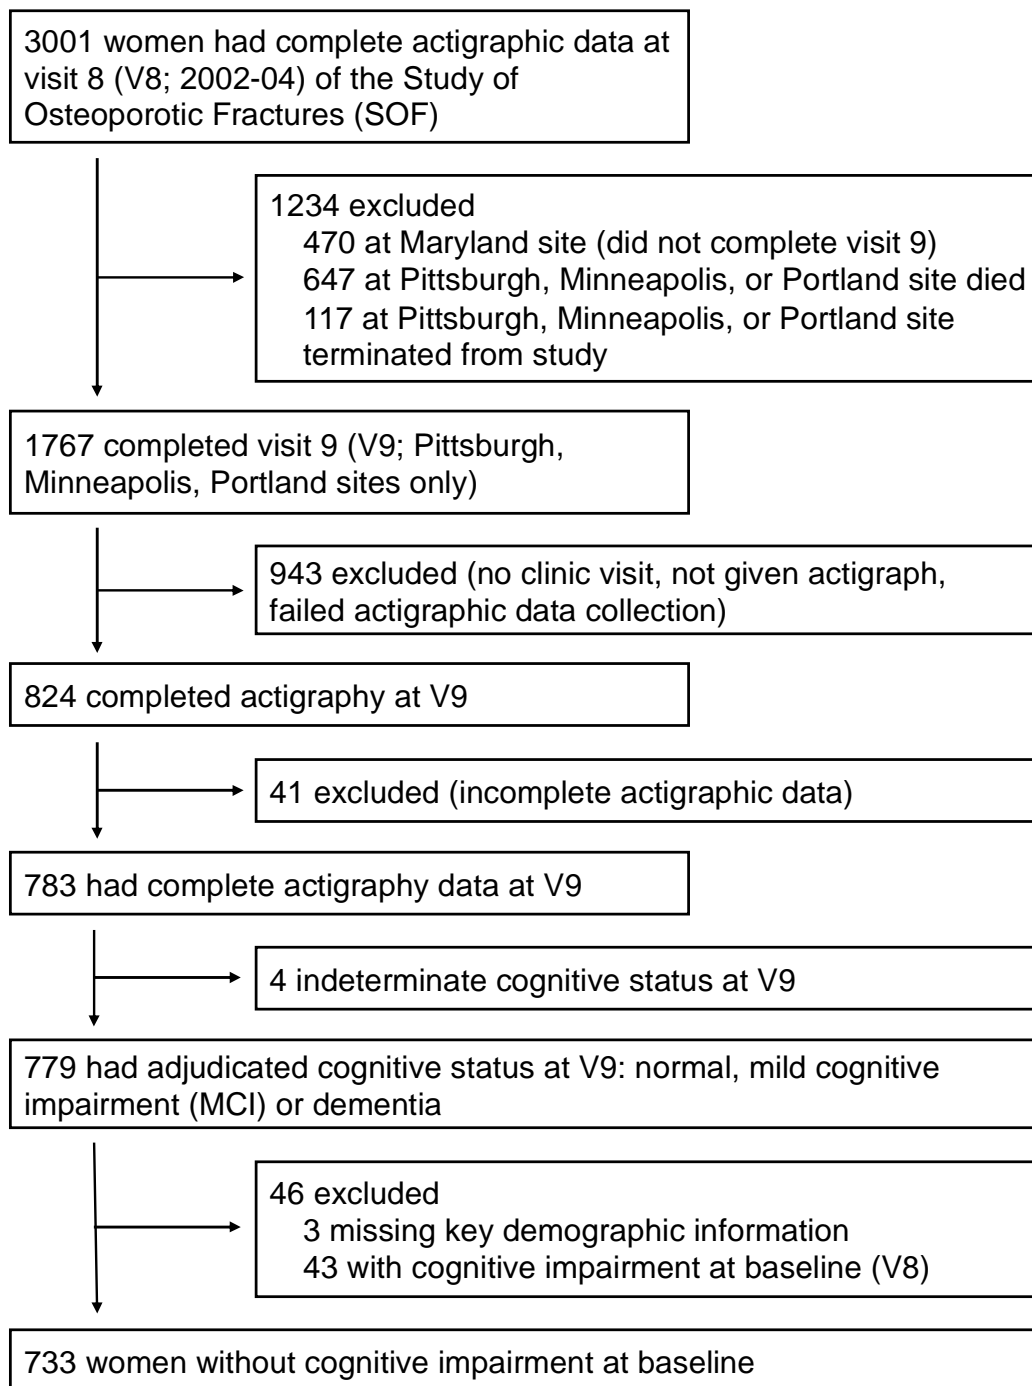 3001 women had complete actigraphic data at
visit 8 (V8; 2002-04) of the Study of
Osteoporotic Fractures (SOF)
1234 excluded
470 at Maryland site (did not complete visit 9)
647 at Pittsburgh, Minneapolis, or Portland site died
117 at Pittsburgh, Minneapolis, or Portland site
terminated from study
1767 completed visit 9 (V9; Pittsburgh,
Minneapolis, Portland sites only)
943 excluded (no clinic visit, not given actigraph,
failed actigraphic data collection)
824 completed actigraphy at V9
41 excluded (incomplete actigraphic data)
783 had complete actigraphy data at V9
4 indeterminate cognitive status at V9
779 had adjudicated cognitive status at V9: normal, mild cognitive
impairment (MCI) or dementia
46 excluded
3 missing key demographic information
43 with cognitive impairment at baseline (V8)
733 women without cognitive impairment at baseline